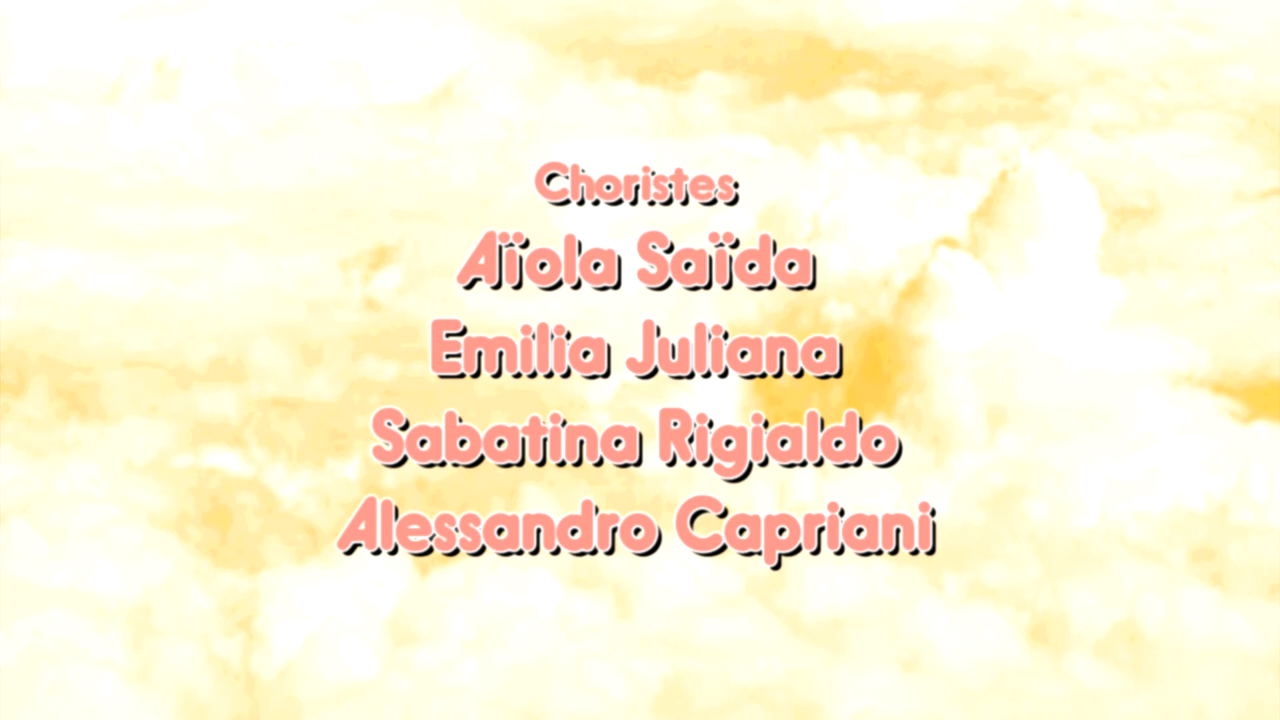 Choristes
Aïola Saïda
Emilia Juliana
Sabatina Rigialdo
Alessandro Capriani